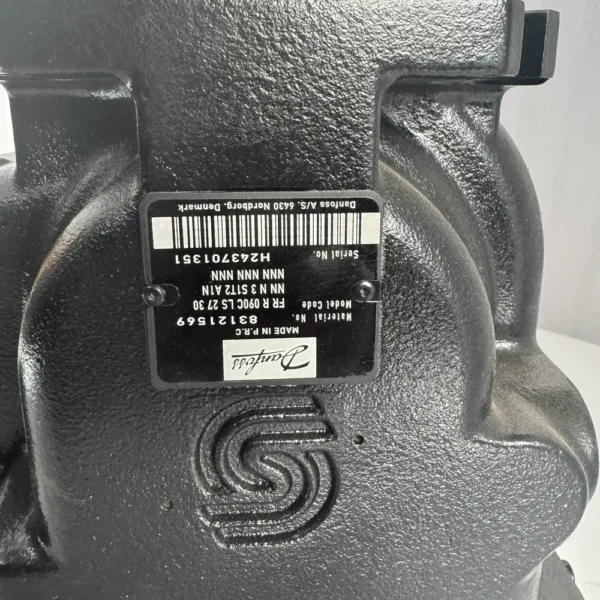 Danfoss
MADE IN P.R.C
Material No. 83121569
Model Code FR R 090C LS 27 30
NN N 3 S1T2 A1N
NNN NNN NNN
Serial No. H243701351
Danfoss A/S. 6430 Nordborg. Denmark